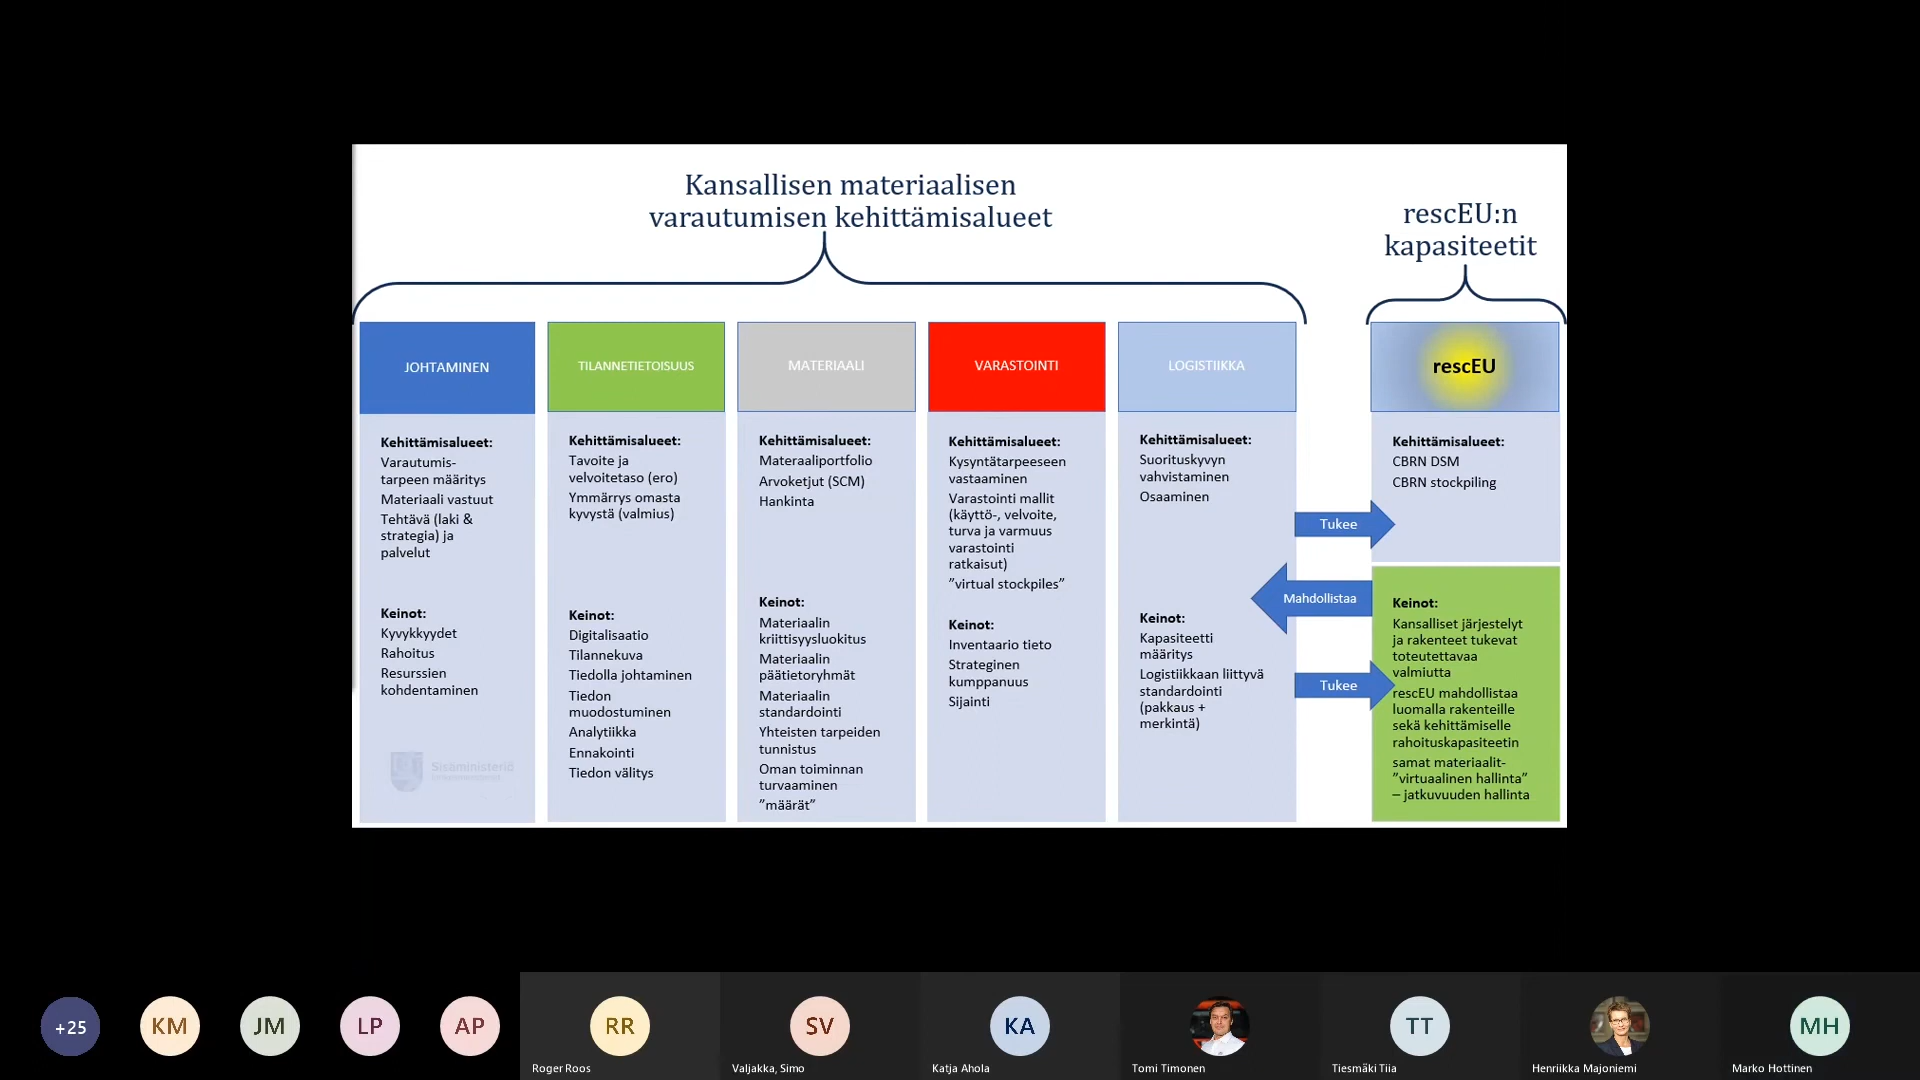 Kansallisen materiaalisen
varautumisen kehittämisalueet
rescEU:n
kapasiteetit
JOHTAMINEN
Kehittämisalueet:
Varautumis-
tarpeen määritys
Materiaali vastuut
Tehtävä (laki &
strategia) ja
palvelut
Keinot:
Kyvykkyydet
Rahoitus
Resurssien
kohdentaminen
Sisäministeriö
TILANNETIETOISUUS
Kehittämisalueet:
Tavoite ja
velvoitetaso (ero)
Ymmärrys omasta
kyvystä (valmius)
Keinot:
Digitalisaatio
Tilannekuva
Tiedolla johtaminen
Tiedon
muodostuminen
Analytiikka
Ennakointi
Tiedon välitys
MATERIAALI
Kehittämisalueet:
Materaaliportfolio
Arvoketjut (SCM)
Hankinta
Keinot:
Materiaalin
kriittisyysluokitus
Materiaalin
päätietoryhmät
Materiaalin
standardointi
Yhteisten tarpeiden
tunnistus
Oman toiminnan
turvaaminen
”määrät”
VARASTOINTI
Kehittämisalueet:
Kysyntätarpeeseen
vastaaminen
Varastointi mallit
(käyttö-, velvoite,
turva ja varmuus
varastointi
ratkaisut)
”virtual stockpiles”
Keinot:
Inventaario tieto
Strateginen
kumppanuus
Sijainti
LOGISTIIKKA
Kehittämisalueet:
Suorituskyvyn
vahvistaminen
Osaaminen
Keinot:
Kapasiteetti
määritys
Logistiikkaan liittyvä
standardointi
(pakkaus +
merkintä)
Tukee
Mahdollistaa
Tukee
rescEU
Kehittämisalueet:
CBRN DSM
CBRN stockpiling
Keinot:
Kansalliset järjestelyt
ja rakenteet tukevat
toteutettavaa
valmiutta
rescEU mahdollistaa
luomalla rakenteille
sekä kehittämiselle
rahoituskapasiteetin
samat materiaalit-
”virtuaalinen hallinta”
– jatkuvuuden hallinta
+25
KM
JM
LP
AP
RR
Roger Roos
SV
Valjakka, Simo
KA
Katja Ahola
Tomi Timonen
TT
Tiesmäki Tiia
Henriikka Majoniemi
MH
Marko Hottinen